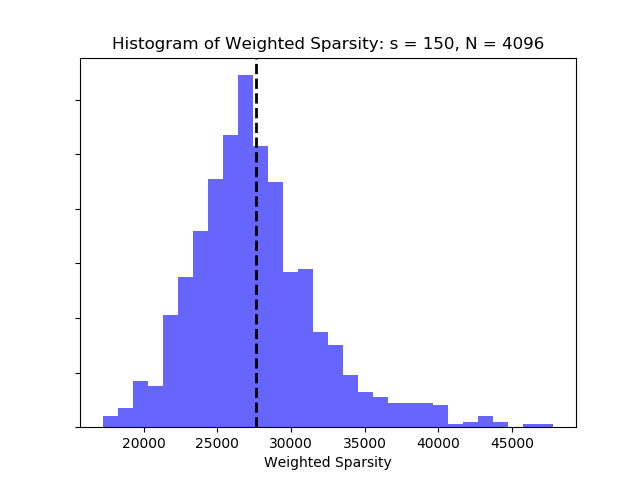 Histogram of Weighted Sparsity: s = 150, N = 4096
20000 25000 30000 35000 40000 45000
Weighted Sparsity